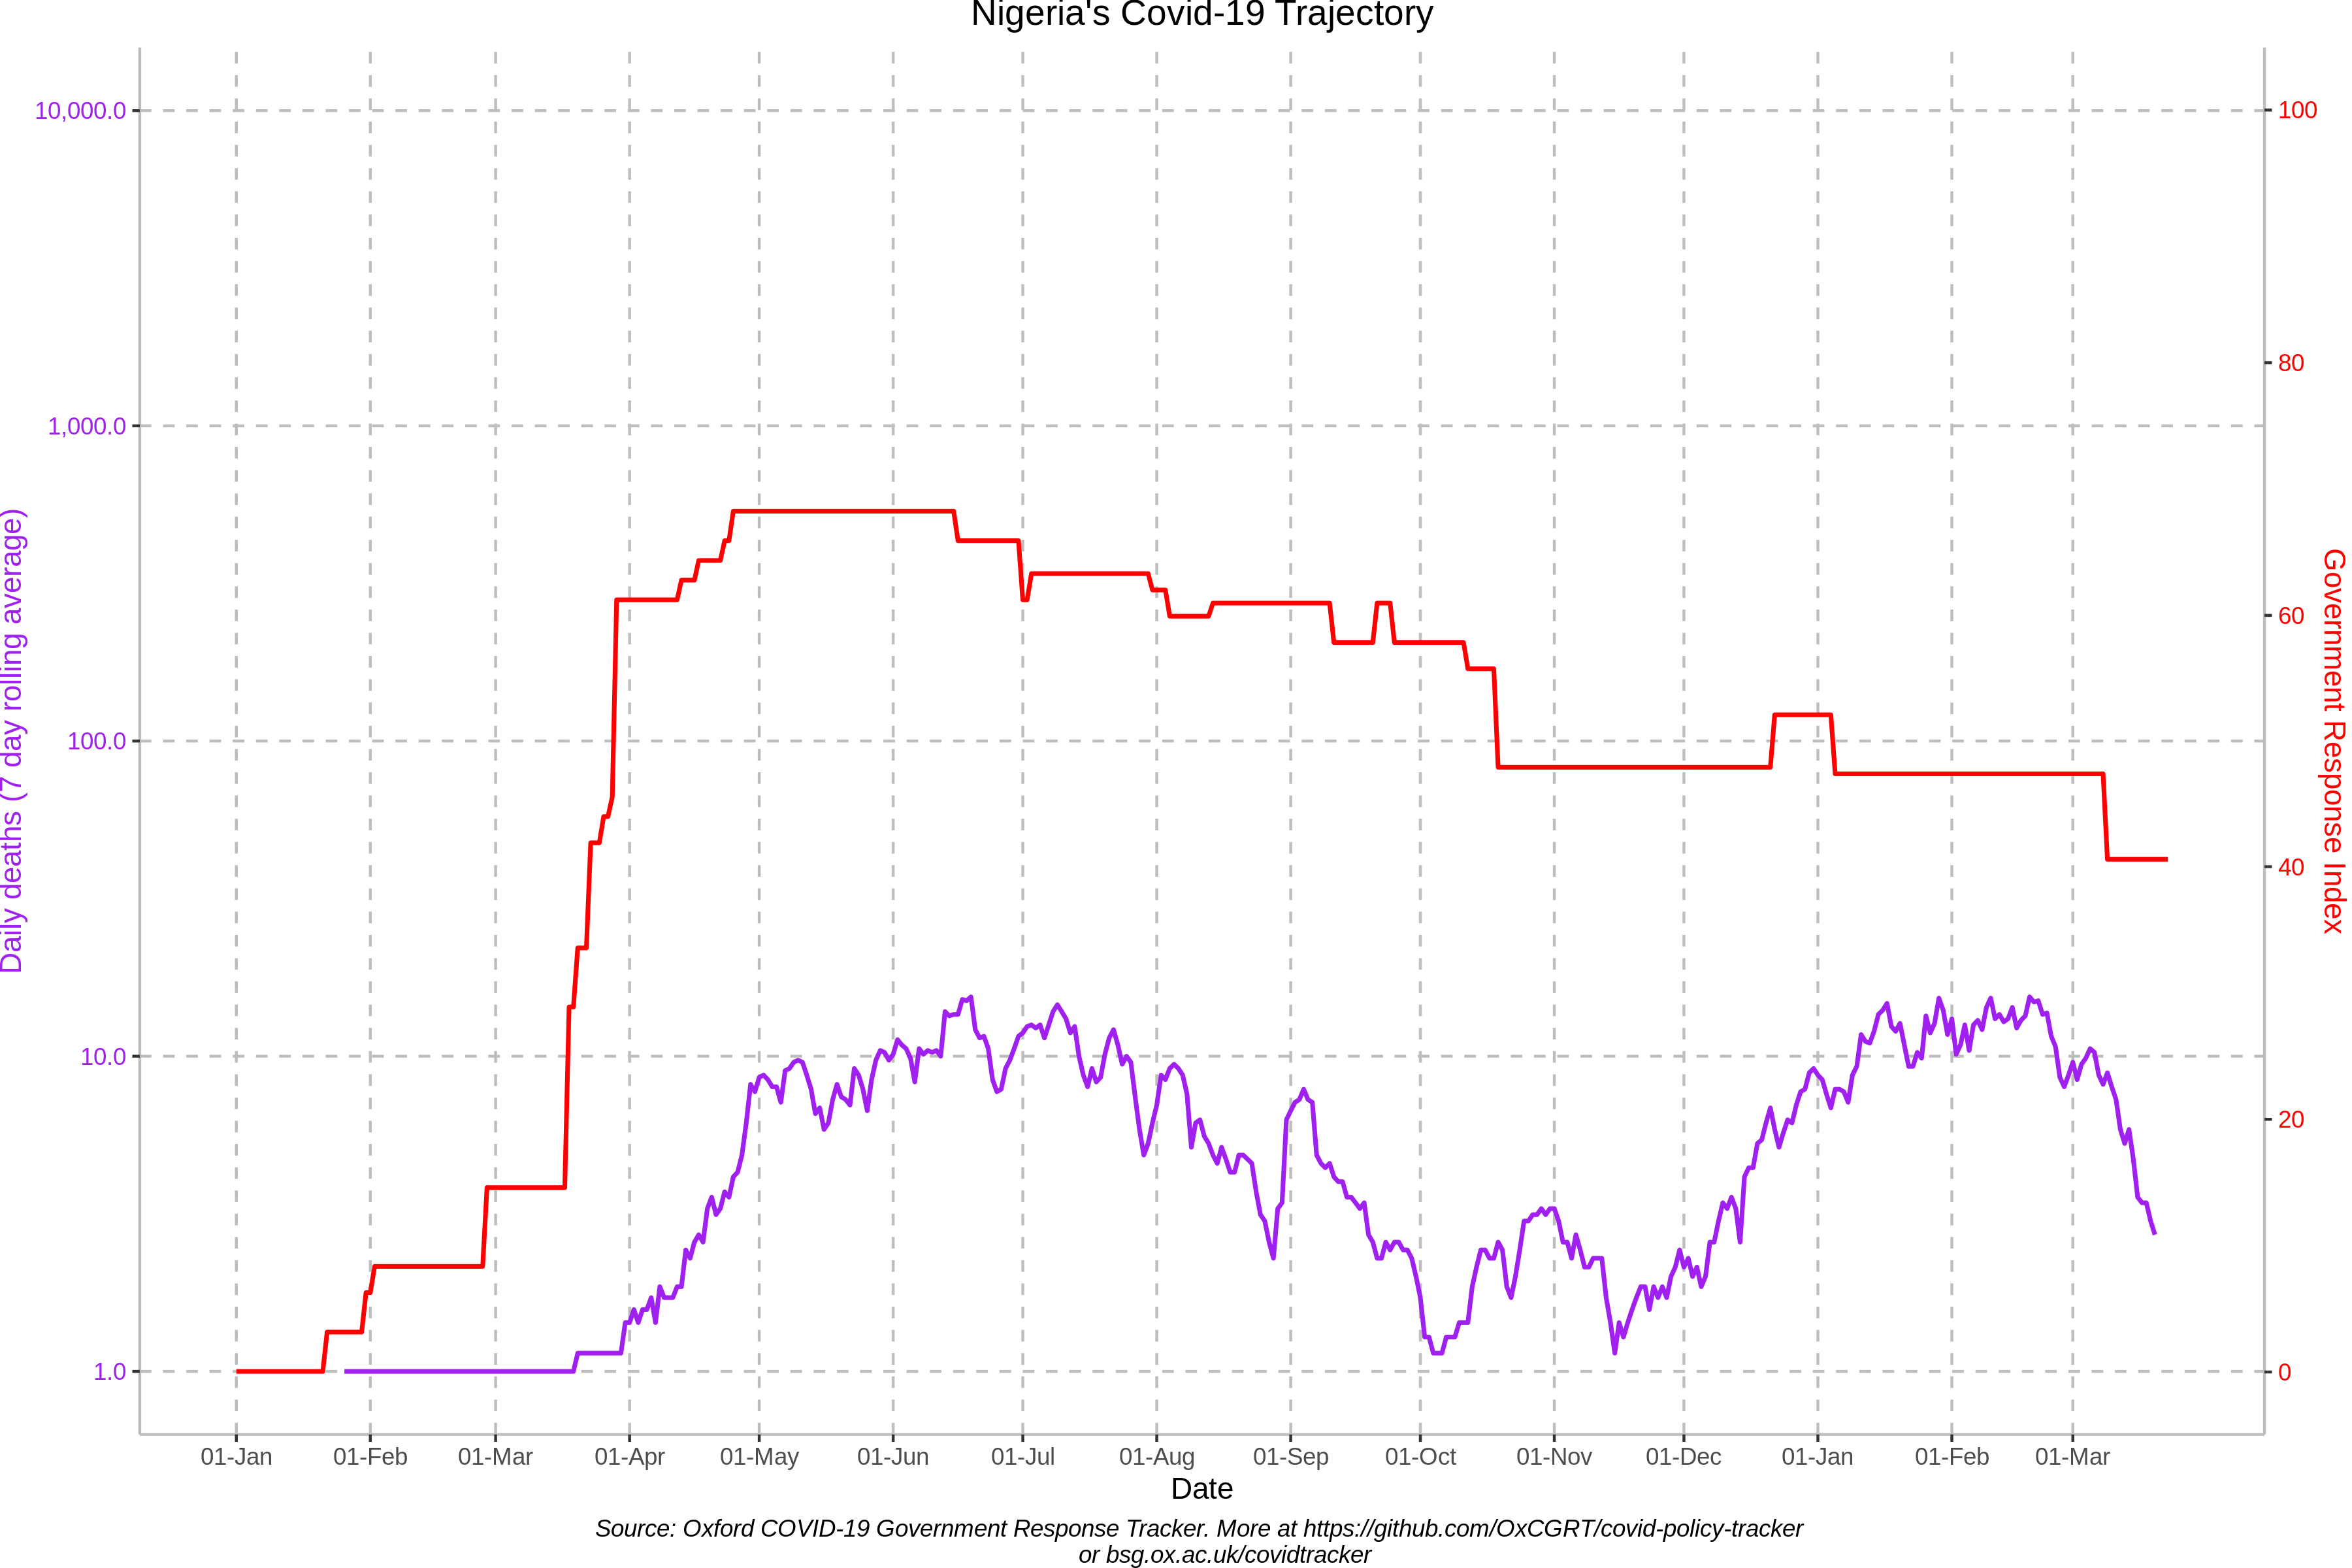 Nigeria's Covid-19 Trajectory
10,000.0
1,000.0
100.0
10.0
1.0
Daily deaths (7 day rolling average)
100
80
60
40
20
0
Government Response Index
01-Jan 01-Feb 01-Mar 01-Apr 01-May 01-Jun 01-Jul 01-Aug 01-Sep 01-Oct 01-Nov 01-Dec 01-Jan 01-Feb 01-Mar
Date
Source: Oxford COVID-19 Government Response Tracker. More at https://github.com/OxCGRT/covid-policy-tracker
or bsg.ox.ac.uk/covidtracker